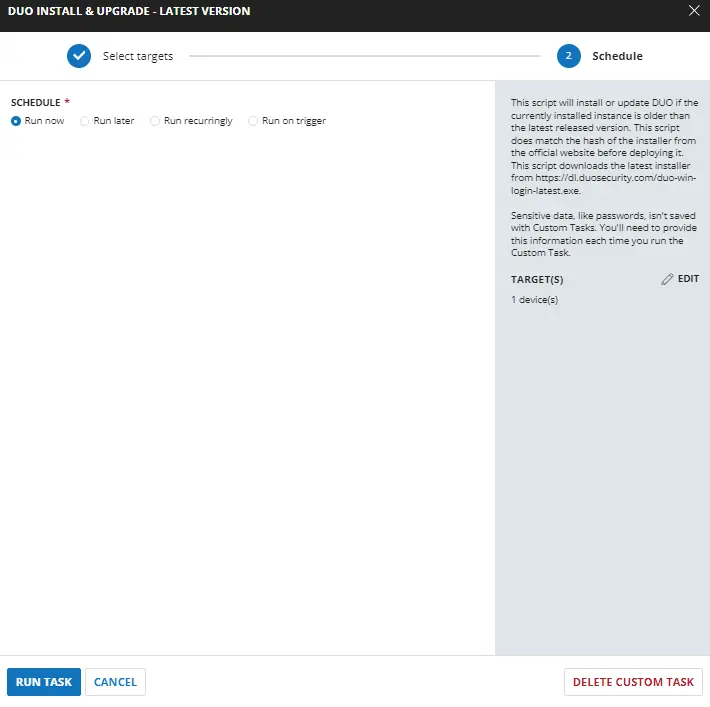 DUO INSTALL & UPGRADE - LATEST VERSION
Select targets
2
Schedule
SCHEDULE *
Run now
Run later
Run recurringly
Run on trigger
This script will install or update DUO if the
currently installed instance is older than
the latest released version. This script
does match the hash of the installer from
the official website before deploying it.
This script downloads the latest installer
from https://dl.duosecurity.com/duo-win-
login-latest.exe.
Sensitive data, like passwords, isn't saved
with Custom Tasks. You'll need to provide
this information each time you run the
Custom Task.
TARGET(S)
EDIT
1 device(s)
RUN TASK
CANCEL
DELETE CUSTOM TASK